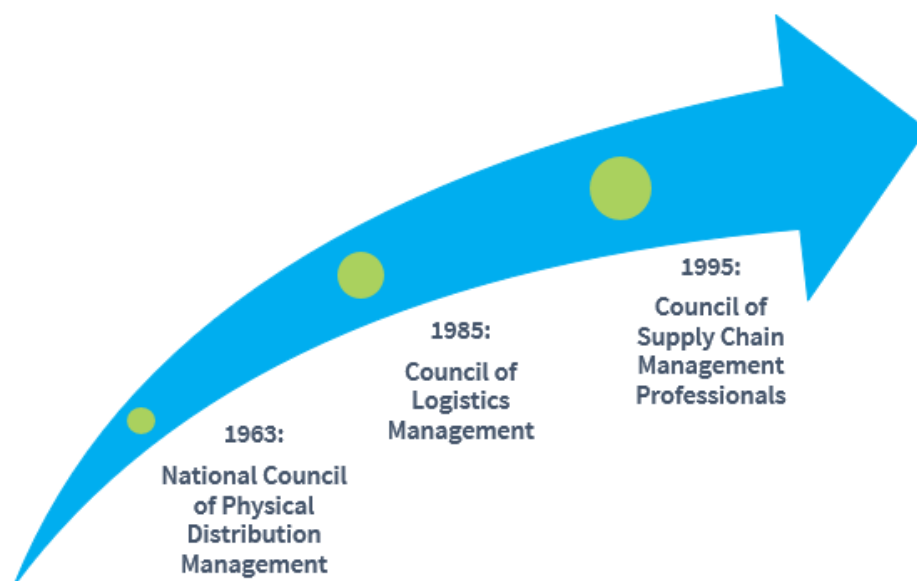 1963:
National Council
of Physical
Distribution
Management
1985:
Council of
Logistics
Management
1995:
Council of
Supply Chain
Management
Professionals